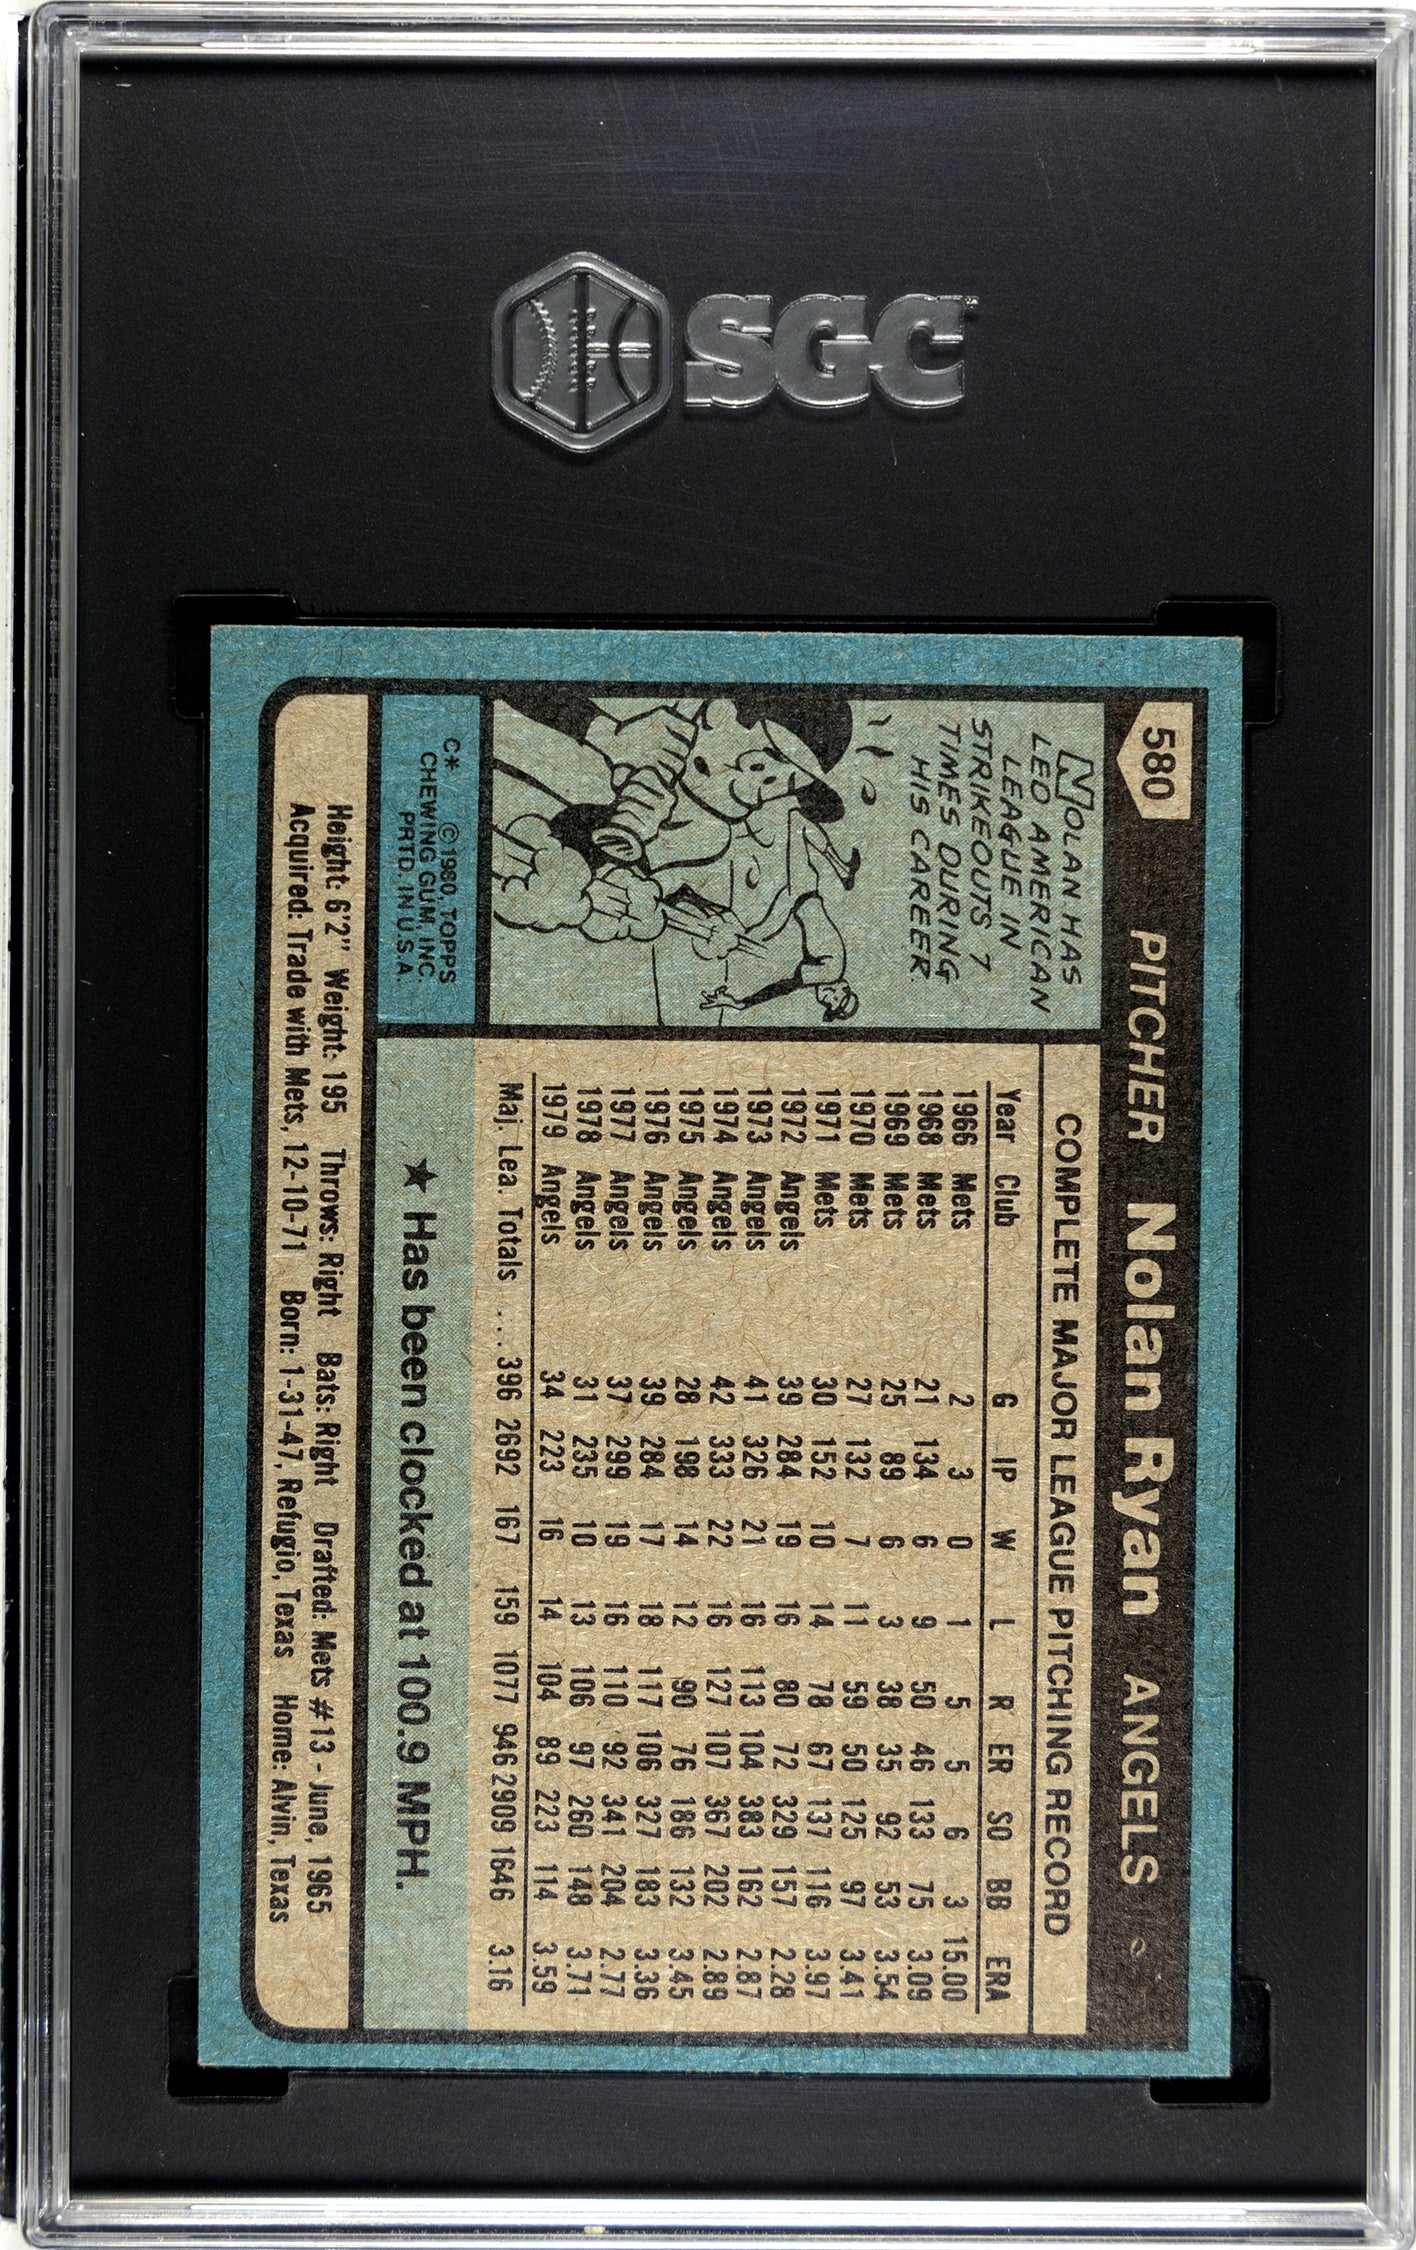 SGC
580
PITCHER Nolan Ryan ANGELS
NOLAN HAS
LED AMERICAN
LEAGUE IN
STRIKEOUTS 7
TIMES DURING
HIS CAREER.
C* ©1980, TOPPS
CHEWING GUM, INC.
PRTD. IN U.S.A.
COMPLETE MAJOR LEAGUE PITCHING RECORD
Year Club G IP W L R ER SO BB ERA
1966 Mets 2 3 0 1 5 5 6 3 15.00
1968 Mets 21 134 6 9 50 46 133 75 3.09
1969 Mets 25 89 6 3 38 35 92 53 3.54
1970 Mets 27 132 7 11 59 50 125 97 3.41
1971 Mets 30 152 10 14 78 67 137 116 3.97
1972 Angels 39 284 19 16 80 72 329 157 2.28
1973 Angels 41 326 21 16 113 104 383 162 2.87
1974 Angels 42 333 22 16 127 107 367 202 2.89
1975 Angels 28 198 14 12 90 76 186 132 3.45
1976 Angels 39 284 17 18 117 106 327 183 3.36
1977 Angels 37 299 19 16 110 92 341 204 2.77
1978 Angels 31 235 10 13 106 97 260 148 3.71
1979 Angels 34 223 16 14 104 89 223 114 3.59
Maj. Lea. Totals ... 396 2692 167 159 1077 946 2909 1646 3.16
★ Has been clocked at 100.9 MPH.
Height: 6'2" Weight: 195 Throws: Right Bats: Right Drafted: Mets #13 - June, 1965
Acquired: Trade with Mets, 12-10-71 Born: 1-31-47, Refugio, Texas Home: Alvin, Texas